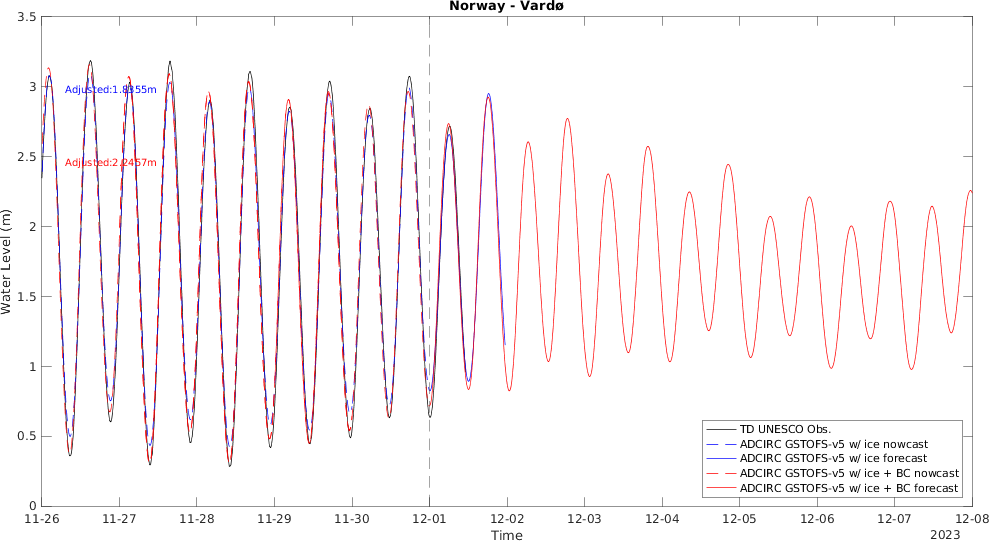 Norway - Vardø
3.5
3
2.5
2
1.5
1
0.5
0
Water Level (m)
Adjusted:1.8355m
Adjusted:2.2457m
TD UNESCO Obs.
ADCIRC GSTOFS-v5 w/ ice nowcast
ADCIRC GSTOFS-v5 w/ ice forecast
ADCIRC GSTOFS-v5 w/ ice + BC nowcast
ADCIRC GSTOFS-v5 w/ ice + BC forecast
11-26 11-27 11-28 11-29 11-30 12-01 12-02 12-03 12-04 12-05 12-06 12-07 12-08
Time
2023